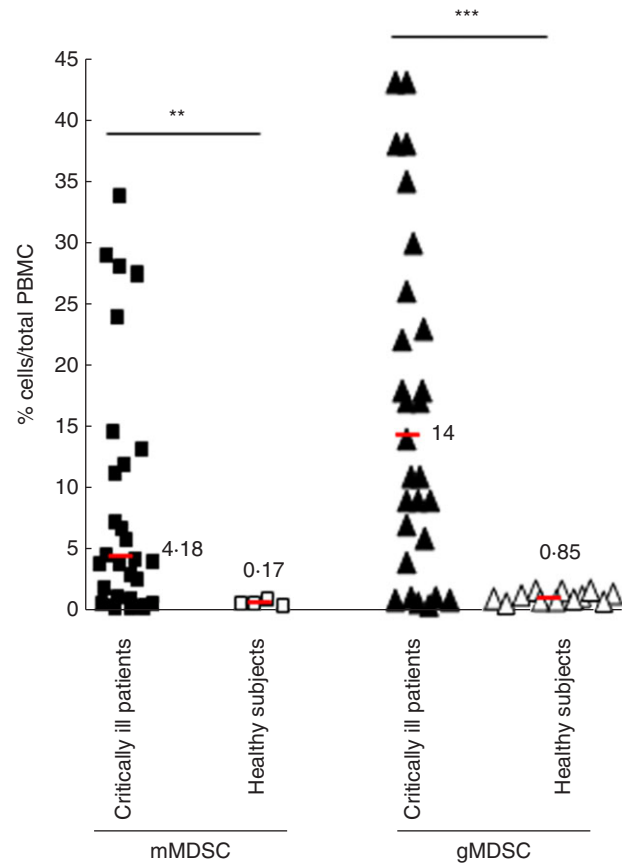 ***
45
**
40
35
30
25
20
15
10
5
0
% cells/total PBMC
14
4·18
0·17
0·85
Critically ill patients
Healthy subjects
Critically ill patients
Healthy subjects
mMDSC
gMDSC